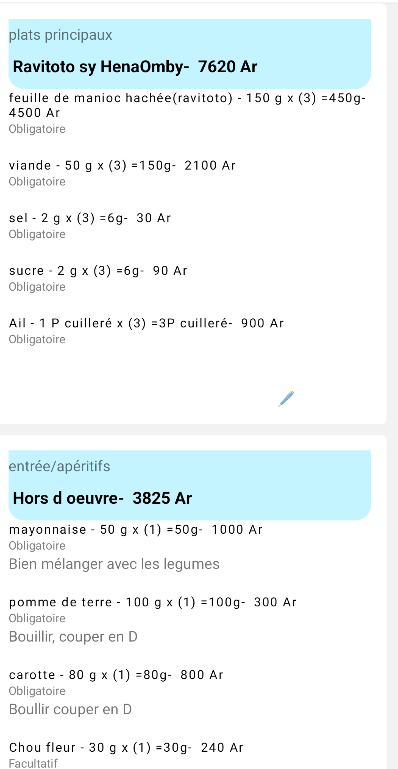 plats principaux
Ravitoto sy HenaOmby-  7620 Ar
feuille de manioc hachée(ravitoto) - 150 g x (3) =450g-
4500 Ar
Obligatoire
viande - 50 g x (3) =150g-  2100 Ar
Obligatoire
sel - 2 g x (3) =6g-  30 Ar
Obligatoire
sucre - 2 g x (3) =6g-  90 Ar
Obligatoire
Ail - 1 P cuilleré x (3) =3P cuilleré-  900 Ar
Obligatoire
entrée/apéritifs
Hors d oeuvre-  3825 Ar
mayonnaise - 50 g x (1) =50g-  1000 Ar
Obligatoire
Bien mélanger avec les legumes
pomme de terre - 100 g x (1) =100g-  300 Ar
Obligatoire
Bouillir, couper en D
carotte - 80 g x (1) =80g-  800 Ar
Obligatoire
Boullir couper en D
Chou fleur - 30 g x (1) =30g-  240 Ar
Facultatif